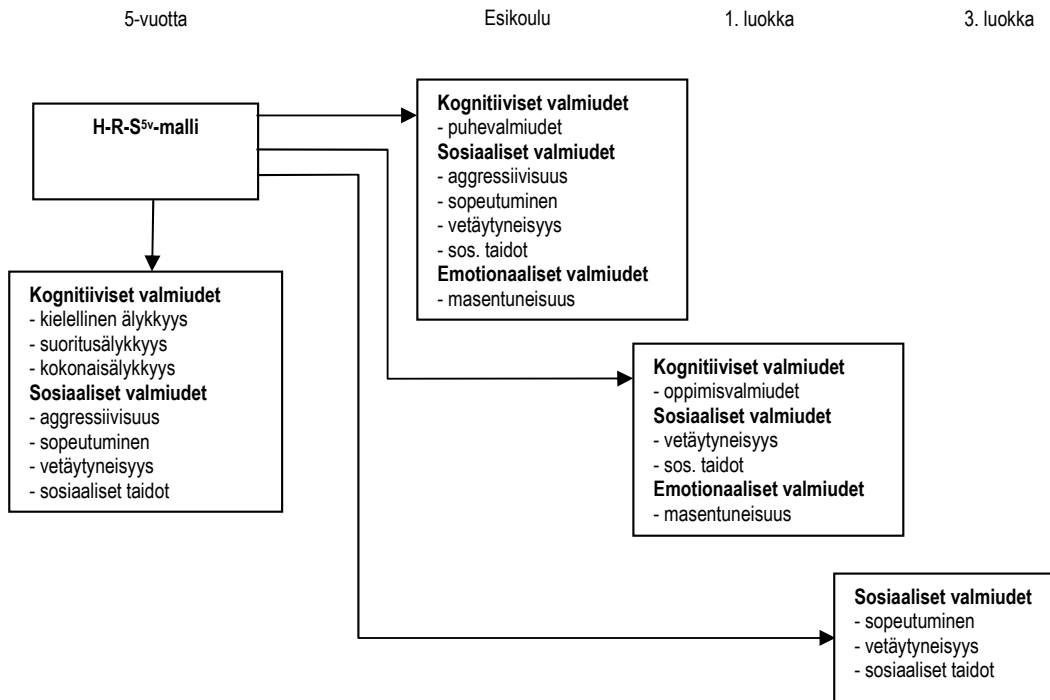 5-vuotta
Esikoulu
1. luokka
3. luokka
H-R-S⁵ᵛ-malli
Kognitiiviset valmiudet
- puhevalmiudet
Sosiaaliset valmiudet
- aggressiivisuus
- sopeutuminen
- vetäytyneisyys
- sos. taidot
Emotionaaliset valmiudet
- masentuneisuus
Kognitiiviset valmiudet
- kielellinen älykkyys
- suoritusälykkyys
- kokonaisälykkyys
Sosiaaliset valmiudet
- aggressiivisuus
- sopeutuminen
- vetäytyneisyys
- sosiaaliset taidot
Kognitiiviset valmiudet
- oppimisvalmiudet
Sosiaaliset valmiudet
- vetäytyneisyys
- sos. taidot
Emotionaaliset valmiudet
- masentuneisuus
Sosiaaliset valmiudet
- sopeutuminen
- vetäytyneisyys
- sosiaaliset taidot